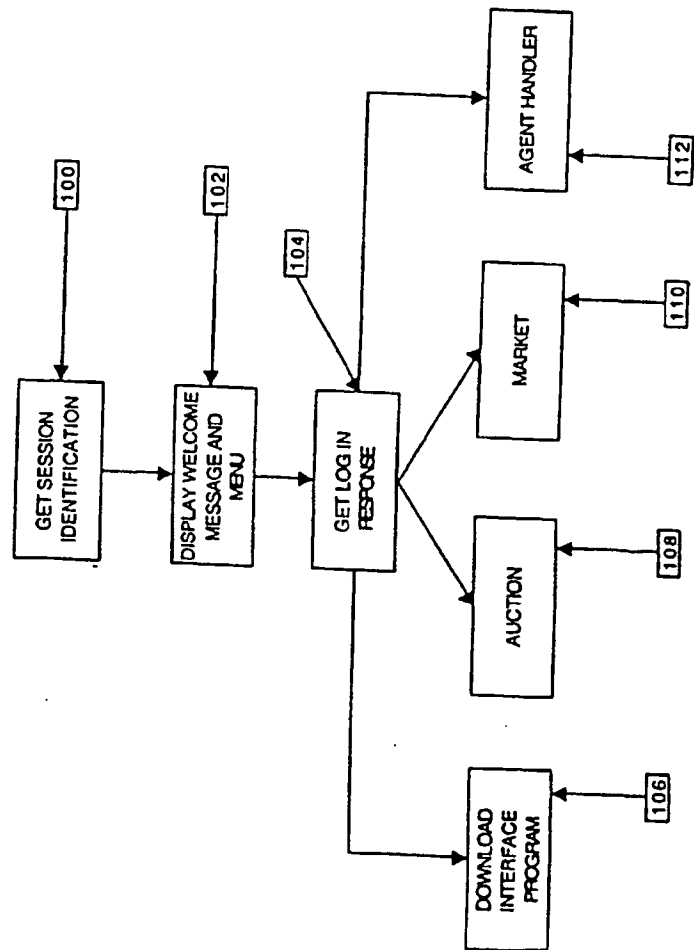 GET SESSION
IDENTIFICATION
100
DISPLAY WELCOME
MESSAGE AND
MENU
102
GET LOG IN
RESPONSE
104
DOWNLOAD
INTERFACE
PROGRAM
106
AUCTION
108
MARKET
110
AGENT HANDLER
112